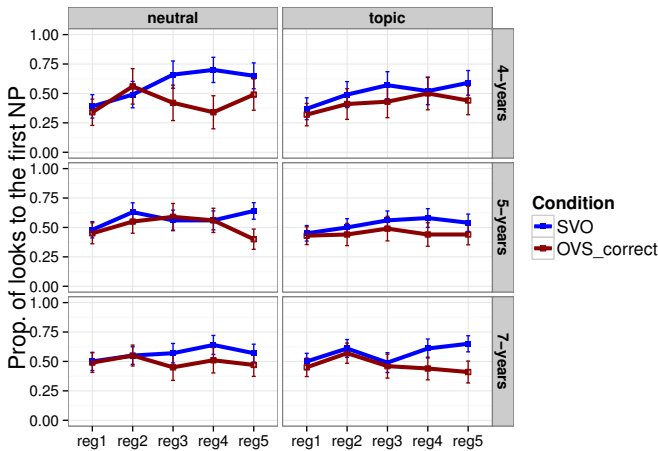 neutral
topic
Prop. of looks to the first NP
1.00
0.75
0.50
0.25
0.00
4−years
1.00
0.75
0.50
0.25
0.00
5−years
1.00
0.75
0.50
0.25
0.00
7−years
reg1 reg2 reg3 reg4 reg5
reg1 reg2 reg3 reg4 reg5
Condition
SVO
OVS_correct